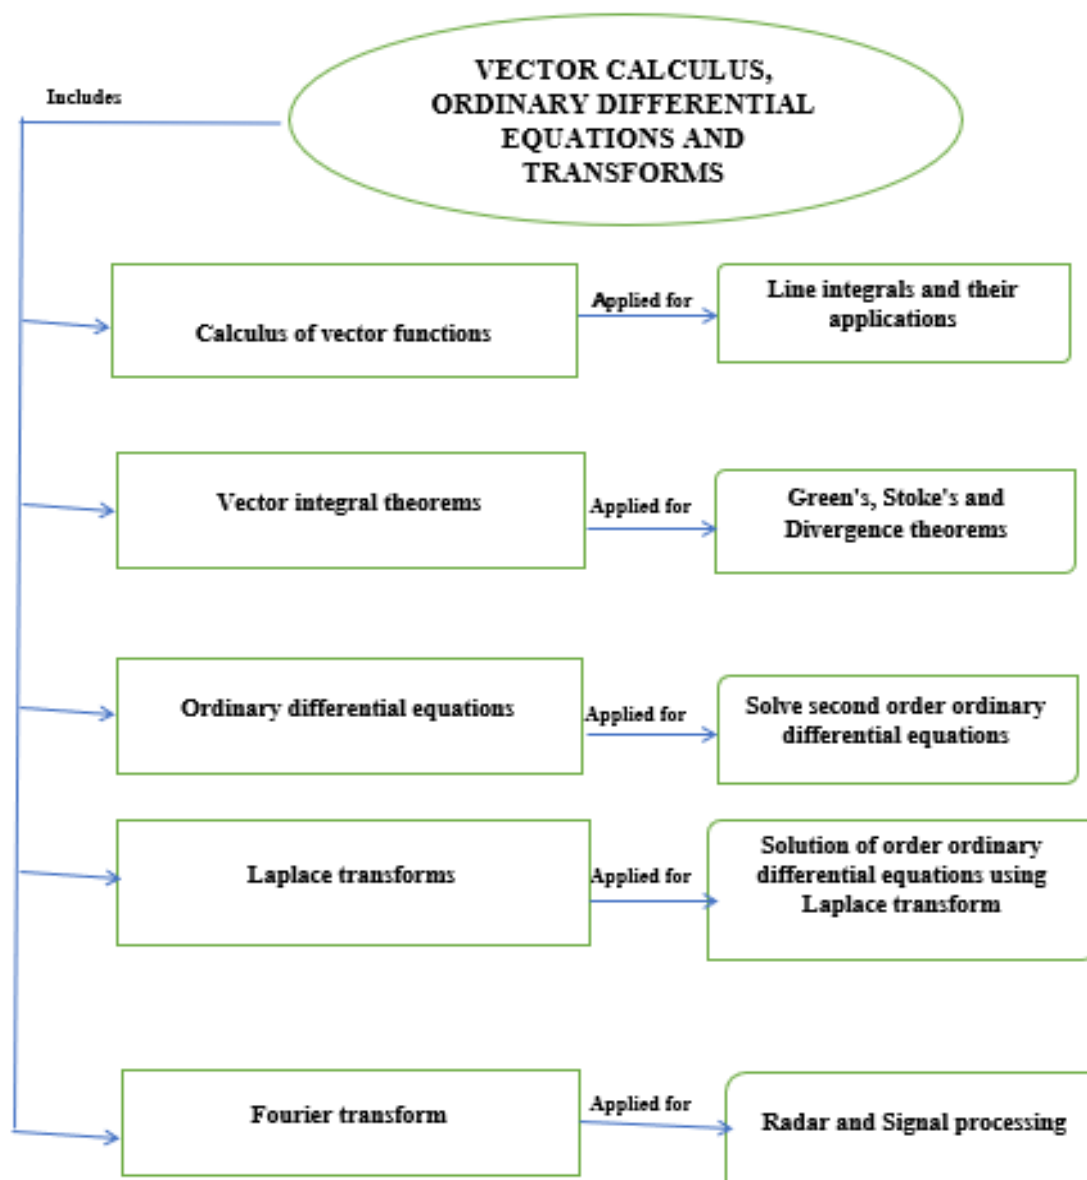 VECTOR CALCULUS,
ORDINARY DIFFERENTIAL
EQUATIONS AND
TRANSFORMS
Includes
Calculus of vector functions
Applied for
Line integrals and their
applications
Vector integral theorems
Applied for
Green's, Stoke's and
Divergence theorems
Ordinary differential equations
Applied for
Solve second order ordinary
differential equations
Laplace transforms
Applied for
Solution of order ordinary
differential equations using
Laplace transform
Fourier transform
Applied for
Radar and Signal processing